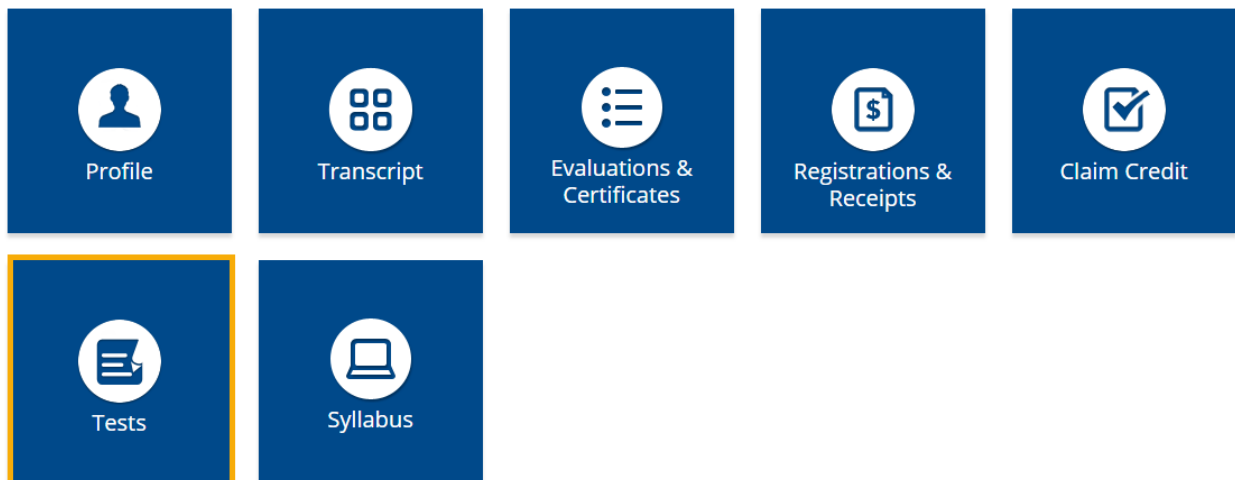 Profile
Transcript
Evaluations &
Certificates
Registrations &
Receipts
Claim Credit
Tests
Syllabus